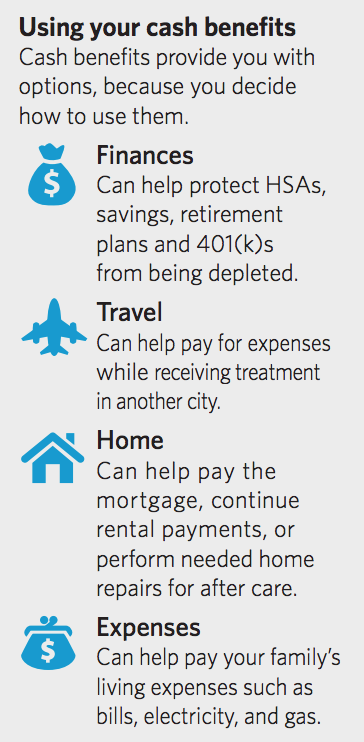 Using your cash benefits
Cash benefits provide you with
options, because you decide
how to use them.
$
Finances
Can help protect HSAs,
savings, retirement
plans and 401(k)s
from being depleted.
Travel
Can help pay for expenses
while receiving treatment
in another city.
Home
Can help pay the
mortgage, continue
rental payments, or
perform needed home
repairs for after care.
$
Expenses
Can help pay your family's
living expenses such as
bills, electricity, and gas.